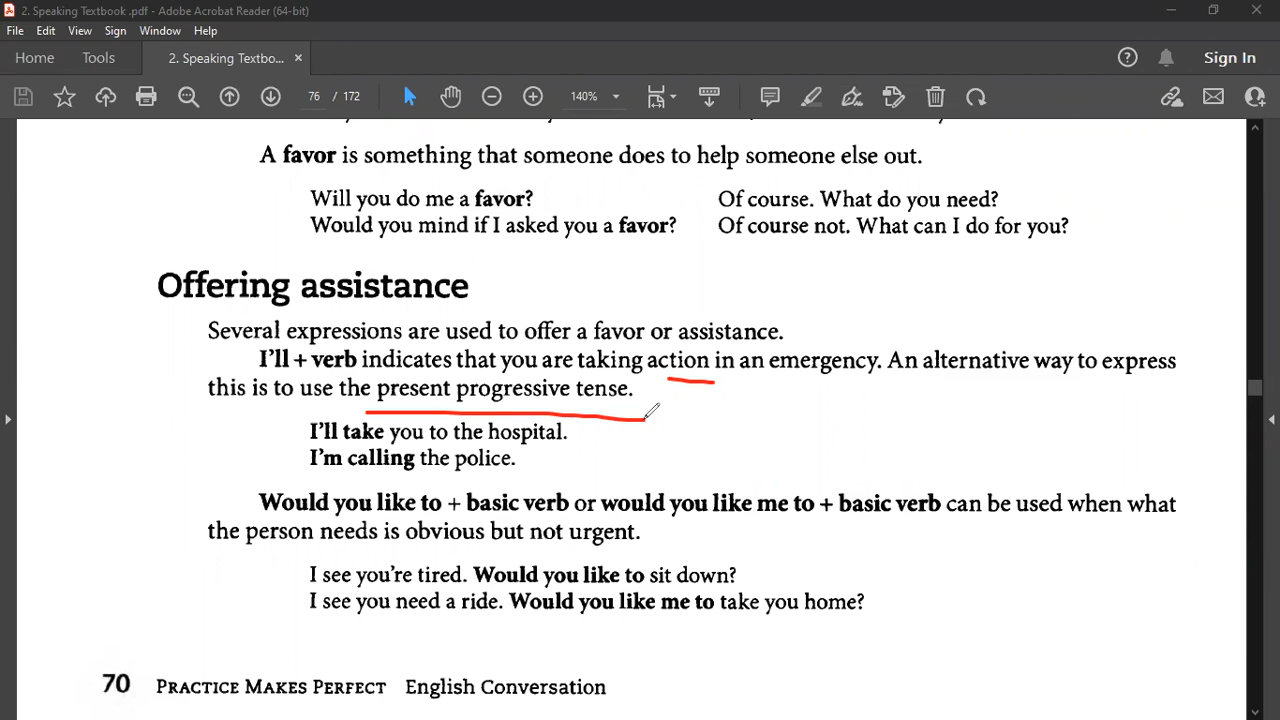 2. Speaking Textbook .pdf - Adobe Acrobat Reader (64-bit)
File Edit View Sign Window Help
Home Tools 2. Speaking Textbo... × Sign In
76 / 172 140%
A favor is something that someone does to help someone else out.
Will you do me a favor? Of course. What do you need?
Would you mind if I asked you a favor? Of course not. What can I do for you?
Offering assistance
Several expressions are used to offer a favor or assistance.
I'll + verb indicates that you are taking action in an emergency. An alternative way to express
this is to use the present progressive tense.
I'll take you to the hospital.
I'm calling the police.
Would you like to + basic verb or would you like me to + basic verb can be used when what
the person needs is obvious but not urgent.
I see you're tired. Would you like to sit down?
I see you need a ride. Would you like me to take you home?
70 PRACTICE MAKES PERFECT English Conversation